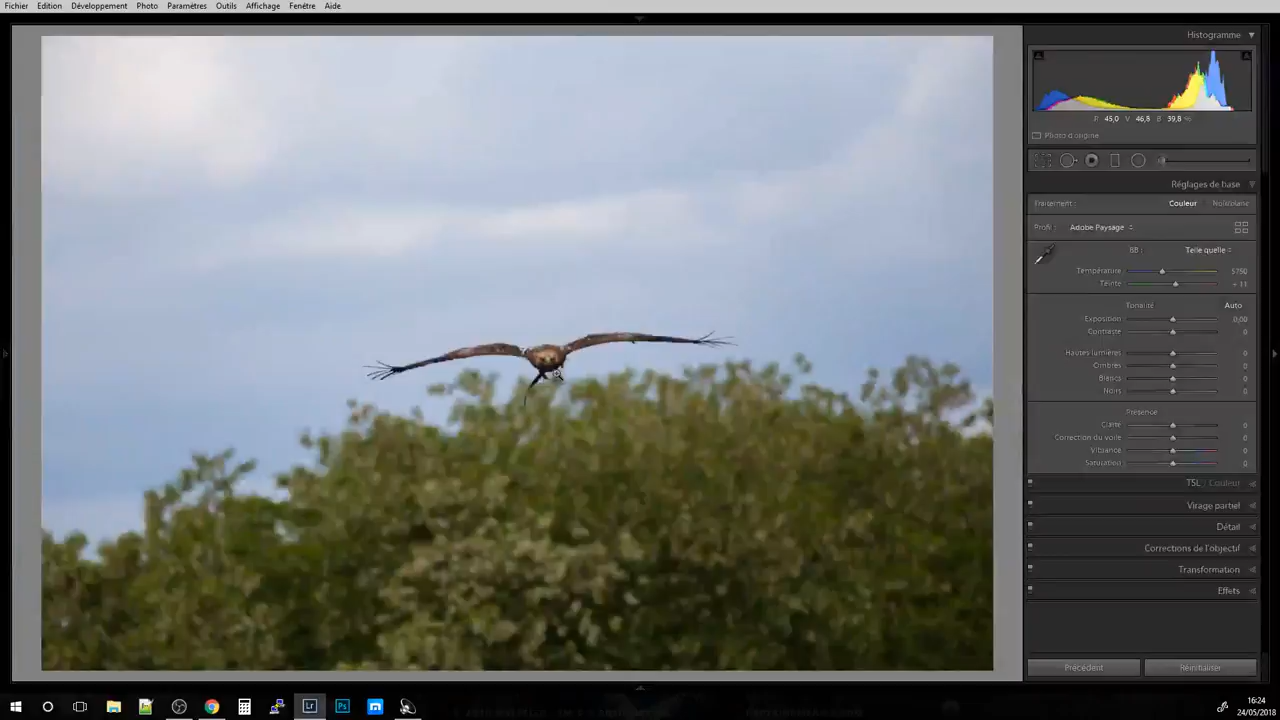 Fichier Edition Développement Photo Paramètres Outils Affichage Fenêtre Aide
Histogramme
R 45,0 V 46,8 B 39,8 %
Photo d'origine
Réglages de base
Traitement : Couleur Noir&blanc
Profil : Adobe Paysage
BB : Telle quelle
Température 5750
Teinte + 11
Tonalité Auto
Exposition 0,00
Contraste 0
Hautes lumières 0
Ombres 0
Blancs 0
Noirs 0
Présence
Clarté 0
Correction du voile 0
Vibrance 0
Saturation 0
TSL / Couleur
Virage partiel
Détail
Corrections de l'objectif
Transformation
Effets
Précédent Réinitialiser
Lr Ps
16:24
24/05/2018